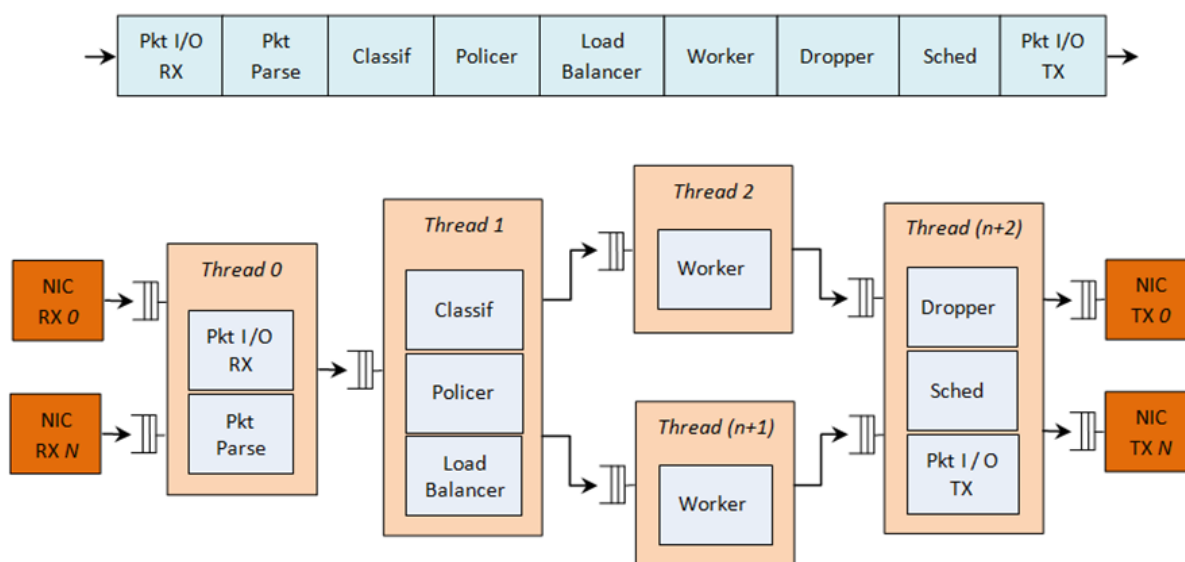 Pkt I/O
RX
Pkt
Parse
Classif
Policer
Load
Balancer
Worker
Dropper
Sched
Pkt I/O
TX
NIC
RX 0
NIC
RX N
Thread 0
Pkt I/O
RX
Pkt
Parse
Thread 1
Classif
Policer
Load
Balancer
Thread 2
Worker
Thread (n+1)
Worker
Thread (n+2)
Dropper
Sched
Pkt I / O
TX
NIC
TX 0
NIC
TX N